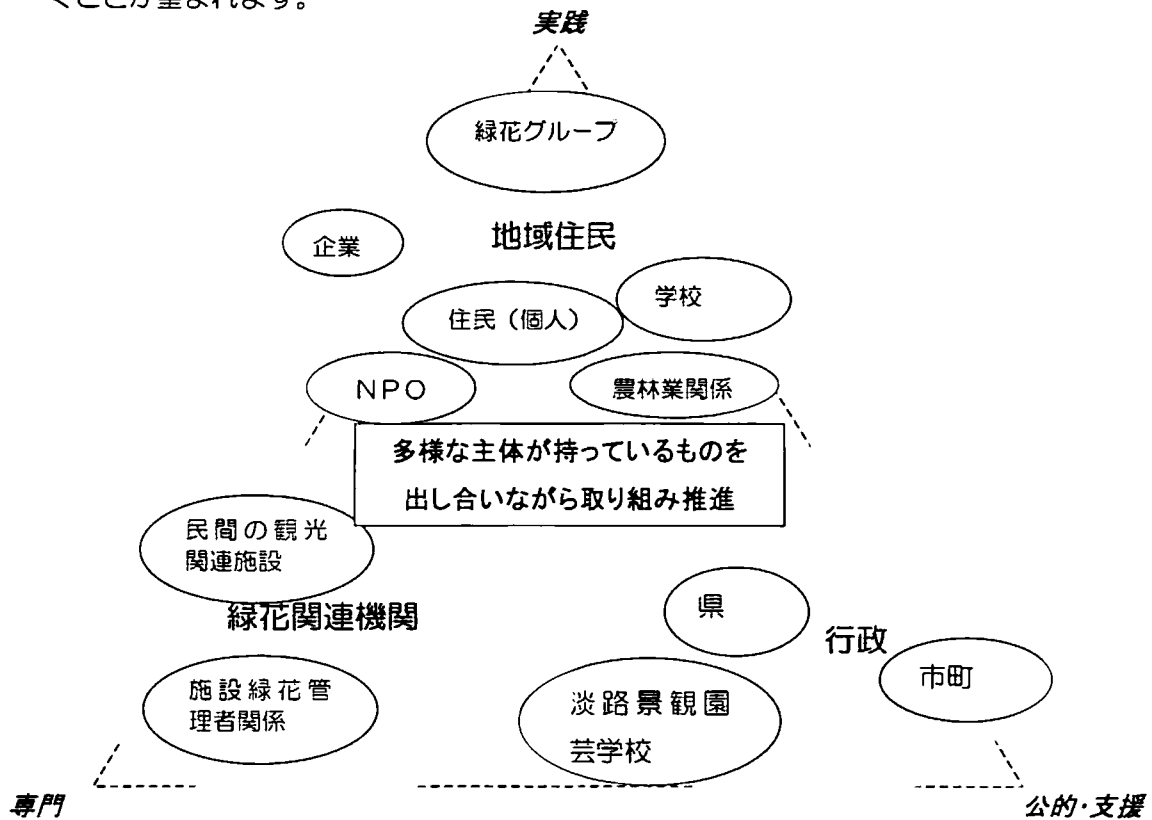 くことが望まれます。
実践
緑花グループ
企業
地域住民
学校
住民（個人）
NPO
農林業関係
多様な主体が持っているものを
出し合いながら取り組み推進
民間の観光
関連施設
緑花関連機関
県
行政
市町
施設緑花管
理者関係
淡路景観園
芸学校
専門
公的・支援